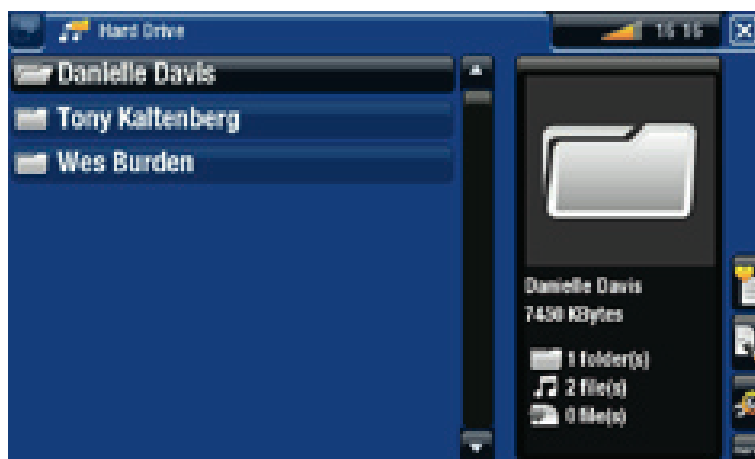 Hard Drive
16 16
Danielle Davis
Tony Kaltenberg
Wes Burden
Danielle Davis
7450 KBytes
1 folder(s)
2 file(s)
0 file(s)